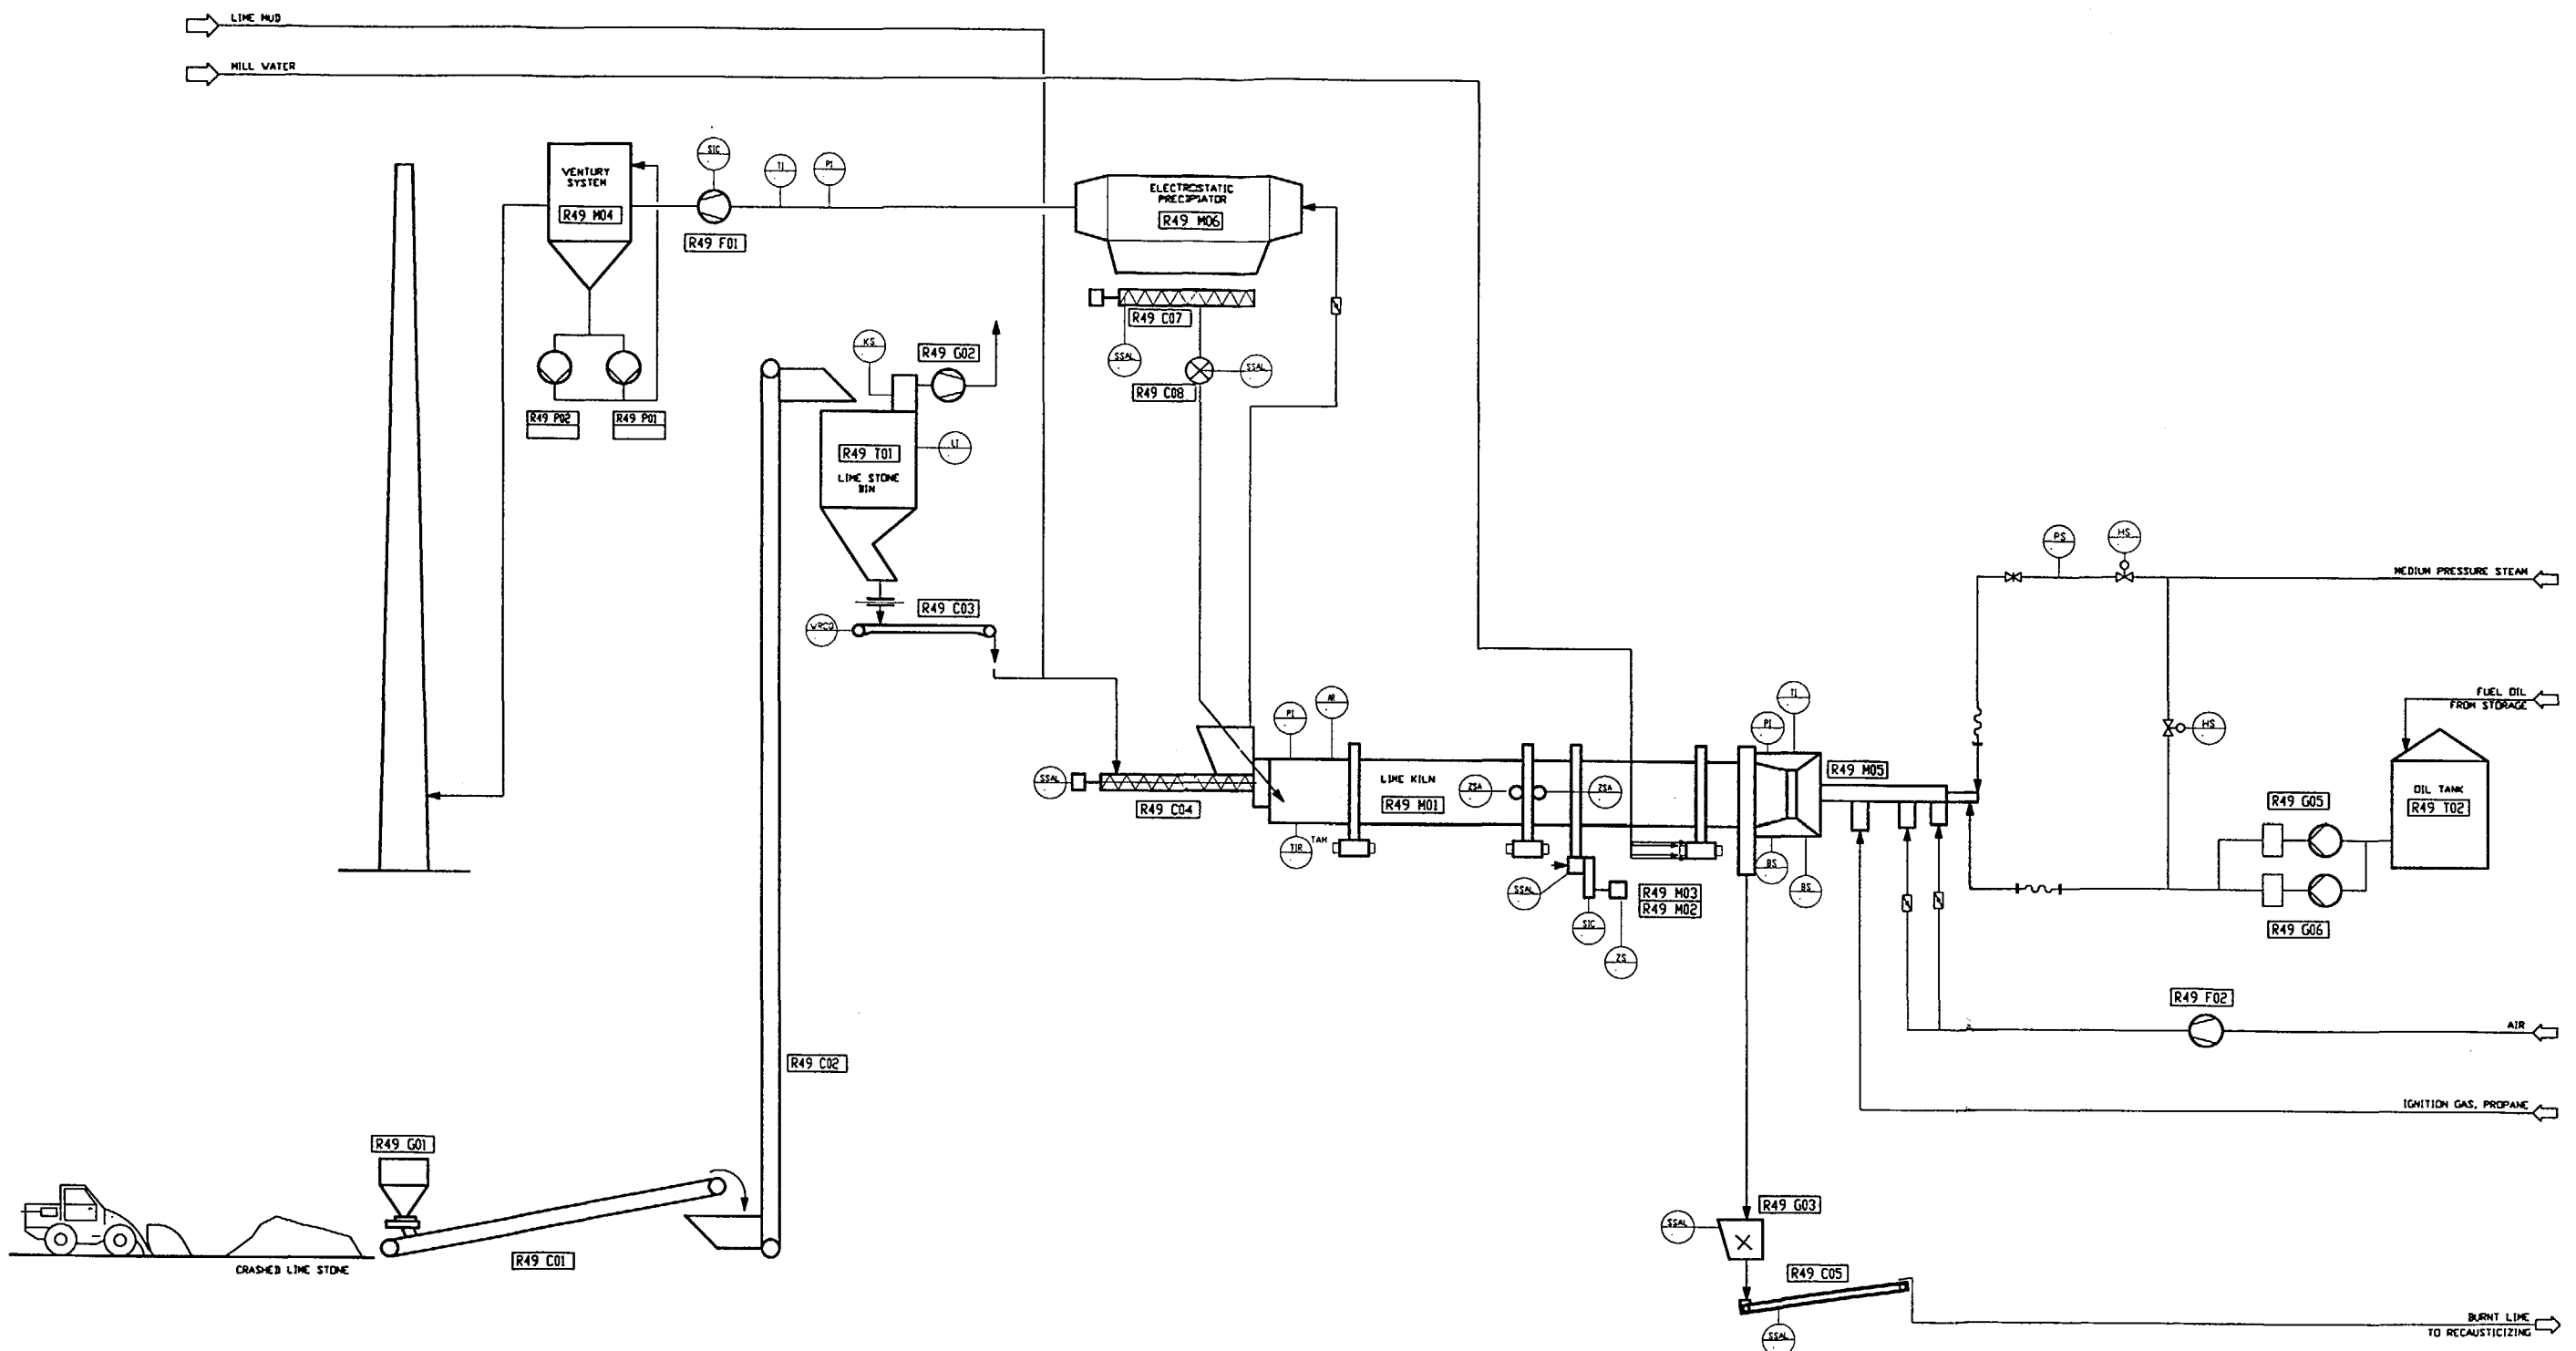 LIME MUD
MILL WATER
SIC
TI
PI
VENTURY
SYSTEM
R49 M04
R49 F01
ELECTROSTATIC
PRECIPIATOR
R49 M06
R49 C07
SSAL
SSAL
R49 C08
KS
R49 G02
R49 P02
R49 P01
LI
R49 T01
LIME STONE
BIN
R49 C03
WRCO
PS
HS
MEDIUM PRESSURE STEAM
FUEL OIL
FROM STORAGE
HS
PI
AR
PI
TI
SSAL
R49 C04
LIME KILN
R49 M01
ZSA
ZSA
R49 M05
OIL TANK
R49 T02
R49 G05
TIR
TAH
BS
BS
SSAL
R49 M03
R49 M02
SIC
ZS
R49 G06
R49 F02
AIR
R49 C02
IGNITION GAS, PROPANE
R49 G01
R49 G03
SSAL
CRASHED LIME STONE
R49 C01
R49 C05
SSAL
BURNT LIME
TO RECAUSTICIZING